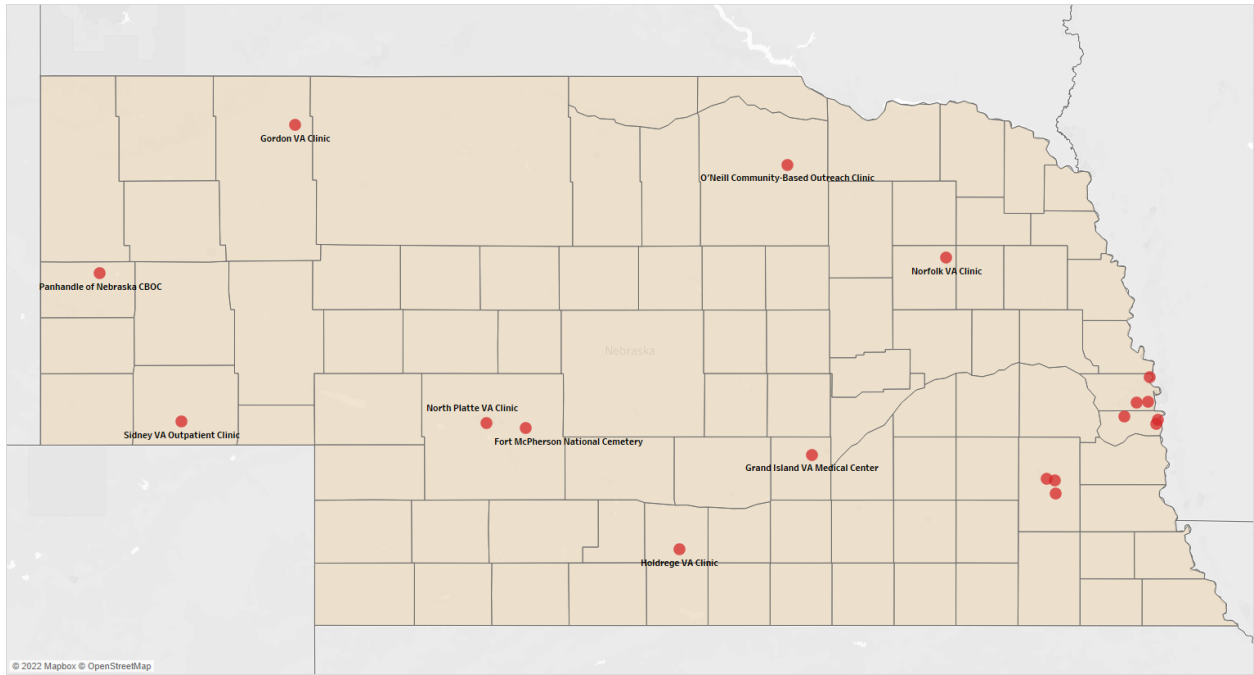 Gordon VA Clinic
O'Neill Community-Based Outreach Clinic
Norfolk VA Clinic
Panhandle of Nebraska CBOC
Nebraska
North Platte VA Clinic
Sidney VA Outpatient Clinic
Fort McPherson National Cemetery
Grand Island VA Medical Center
Holdrege VA Clinic
© 2022 Mapbox © OpenStreetMap